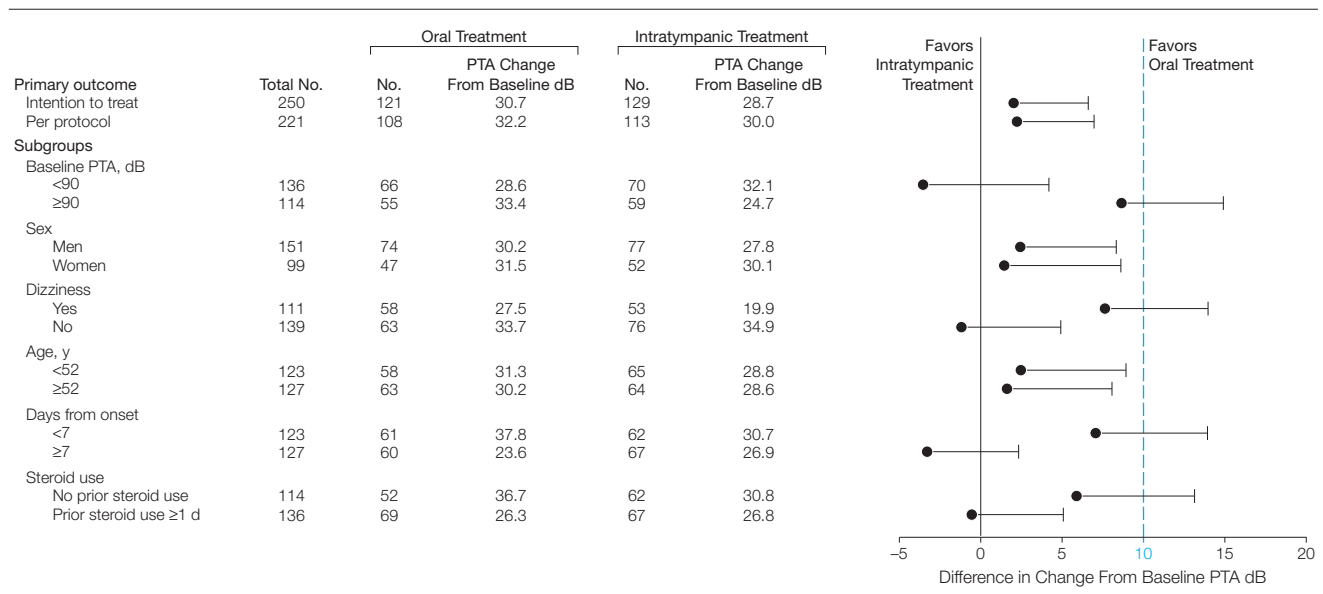 Oral Treatment Intratympanic Treatment
Favors Intratympanic Treatment
Favors Oral Treatment
Primary outcome Total No. No. PTA Change From Baseline dB No. PTA Change From Baseline dB
Intention to treat 250 121 30.7 129 28.7
Per protocol 221 108 32.2 113 30.0
Subgroups
Baseline PTA, dB
<90 136 66 28.6 70 32.1
≥90 114 55 33.4 59 24.7
Sex
Men 151 74 30.2 77 27.8
Women 99 47 31.5 52 30.1
Dizziness
Yes 111 58 27.5 53 19.9
No 139 63 33.7 76 34.9
Age, y
<52 123 58 31.3 65 28.8
≥52 127 63 30.2 64 28.6
Days from onset
<7 123 61 37.8 62 30.7
≥7 127 60 23.6 67 26.9
Steroid use
No prior steroid use 114 52 36.7 62 30.8
Prior steroid use ≥1 d 136 69 26.3 67 26.8
–5 0 5 10 15 20
Difference in Change From Baseline PTA dB